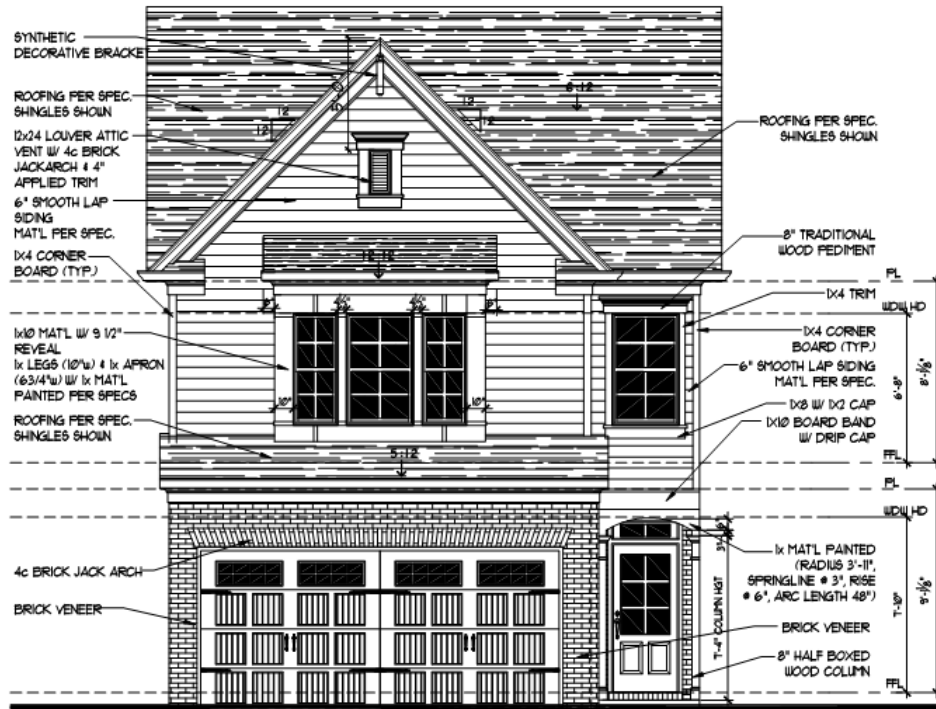 SYNTHETIC
DECORATIVE BRACKET
ROOFING PER SPEC.
SHINGLES SHOWN
12x24 LOUVER ATTIC
VENT W/ 4c BRICK
JACKARCH & 4"
APPLIED TRIM
6" SMOOTH LAP
SIDING
MAT'L PER SPEC.
1X4 CORNER
BOARD (TYP.)
1x10 MAT'L W/ 9 1/2"
REVEAL
1x LEGS (10"w) & 1x APRON
(63/4"w) W/ 1x MAT'L
PAINTED PER SPECS
ROOFING PER SPEC.
SHINGLES SHOWN
4c BRICK JACK ARCH
BRICK VENEER
12
12
6:12
12
12
12:12
10"
10"
5:12
ROOFING PER SPEC.
SHINGLES SHOWN
8" TRADITIONAL
WOOD PEDIMENT
PL
1X4 TRIM
WDW HD
1X4 CORNER
BOARD (TYP.)
6" SMOOTH LAP SIDING
MAT'L PER SPEC.
6'-8"
8'-1/8"
1X8 W/ 1X2 CAP
1X10 BOARD BAND
W/ DRIP CAP
FFL
PL
WDW HD
1x MAT'L PAINTED
(RADIUS 3'-11",
SPRINGLINE @ 3", RISE
@ 6", ARC LENGTH 48")
7'-4" COLUMN HGT
7'-10"
9'-1/8"
BRICK VENEER
8" HALF BOXED
WOOD COLUMN
FFL